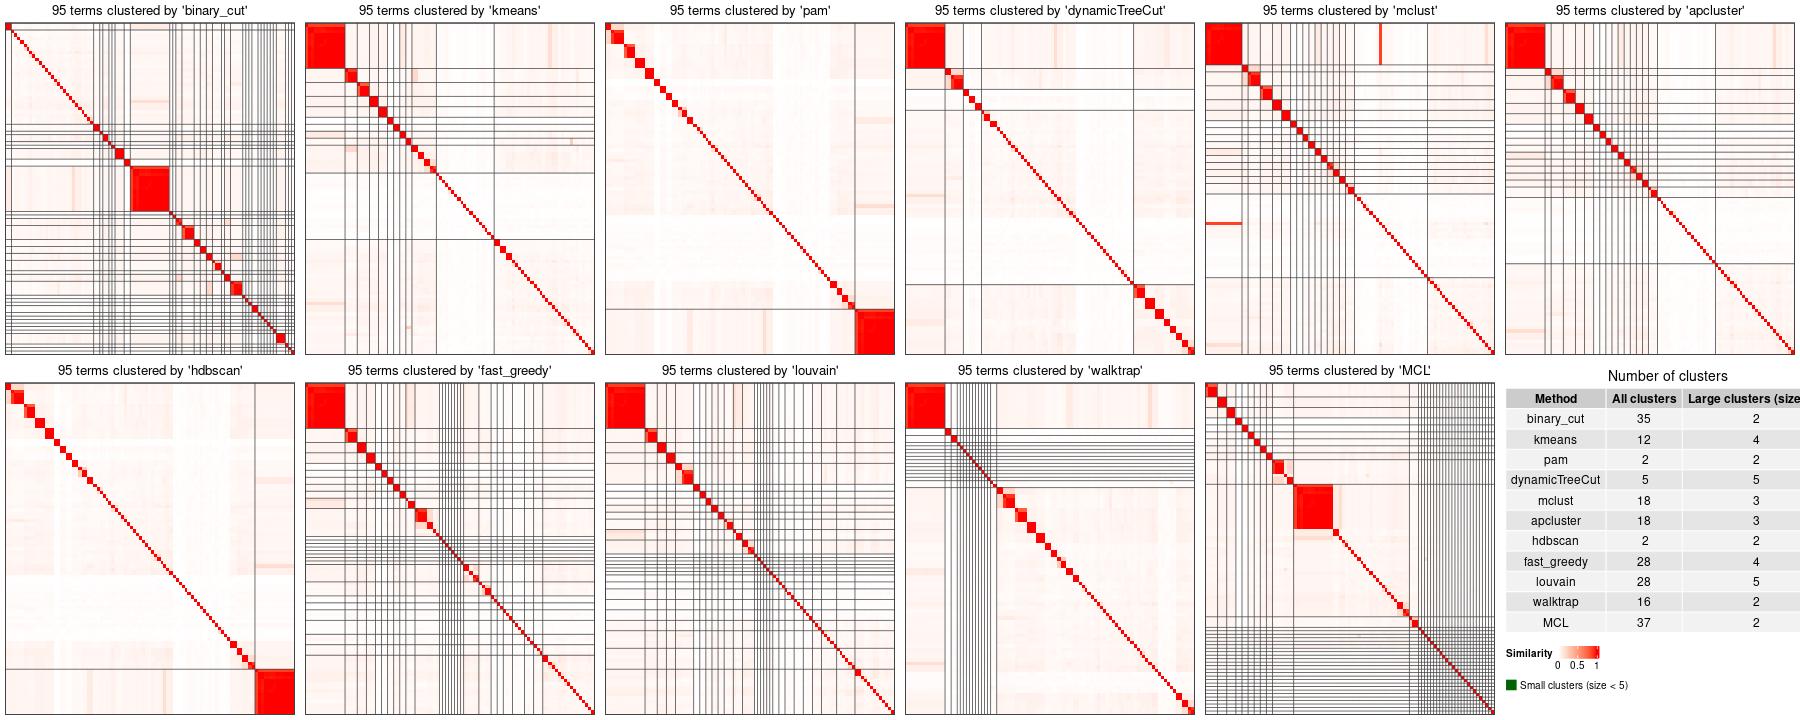 95 terms clustered by 'binary_cut'
95 terms clustered by 'kmeans'
95 terms clustered by 'pam'
95 terms clustered by 'dynamicTreeCut'
95 terms clustered by 'mclust'
95 terms clustered by 'apcluster'
95 terms clustered by 'hdbscan'
95 terms clustered by 'fast_greedy'
95 terms clustered by 'louvain'
95 terms clustered by 'walktrap'
95 terms clustered by 'MCL'
Number of clusters
Method All clusters Large clusters (size
binary_cut 35 2
kmeans 12 4
pam 2 2
dynamicTreeCut 5 5
mclust 18 3
apcluster 18 3
hdbscan 2 2
fast_greedy 28 4
louvain 28 5
walktrap 16 2
MCL 37 2
Similarity
0 0.5 1
Small clusters (size < 5)